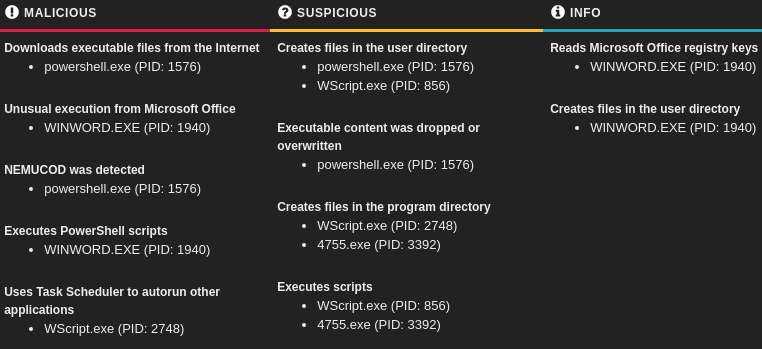 MALICIOUS
Downloads executable files from the Internet
powershell.exe (PID: 1576)
Unusual execution from Microsoft Office
WINWORD.EXE (PID: 1940)
NEMUCOD was detected
powershell.exe (PID: 1576)
Executes PowerShell scripts
WINWORD.EXE (PID: 1940)
Uses Task Scheduler to autorun other
applications
WScript.exe (PID: 2748)
SUSPICIOUS
Creates files in the user directory
powershell.exe (PID: 1576)
WScript.exe (PID: 856)
Executable content was dropped or
overwritten
powershell.exe (PID: 1576)
Creates files in the program directory
WScript.exe (PID: 2748)
4755.exe (PID: 3392)
Executes scripts
WScript.exe (PID: 856)
4755.exe (PID: 3392)
INFO
Reads Microsoft Office registry keys
WINWORD.EXE (PID: 1940)
Creates files in the user directory
WINWORD.EXE (PID: 1940)